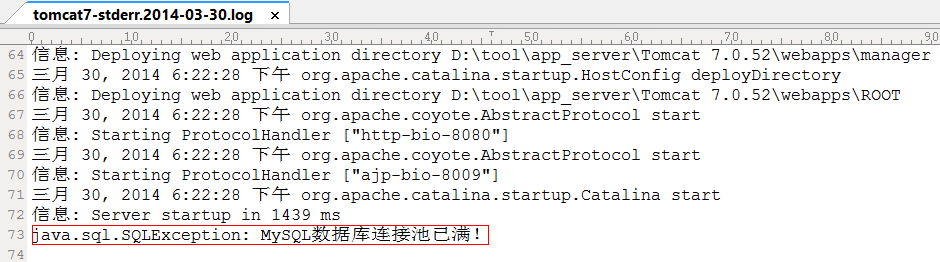 tomcat7-stderr.2014-03-30.log ×
0 10 20 30 40 50 60 70 80 90
64 信息: Deploying web application directory D:\tool\app_server\Tomcat 7.0.52\webapps\manager
65 三月 30, 2014 6:22:28 下午 org.apache.catalina.startup.HostConfig deployDirectory
66 信息: Deploying web application directory D:\tool\app_server\Tomcat 7.0.52\webapps\ROOT
67 三月 30, 2014 6:22:28 下午 org.apache.coyote.AbstractProtocol start
68 信息: Starting ProtocolHandler ["http-bio-8080"]
69 三月 30, 2014 6:22:28 下午 org.apache.coyote.AbstractProtocol start
70 信息: Starting ProtocolHandler ["ajp-bio-8009"]
71 三月 30, 2014 6:22:28 下午 org.apache.catalina.startup.Catalina start
72 信息: Server startup in 1439 ms
73 java.sql.SQLException: MySQL数据库连接池已满!
74